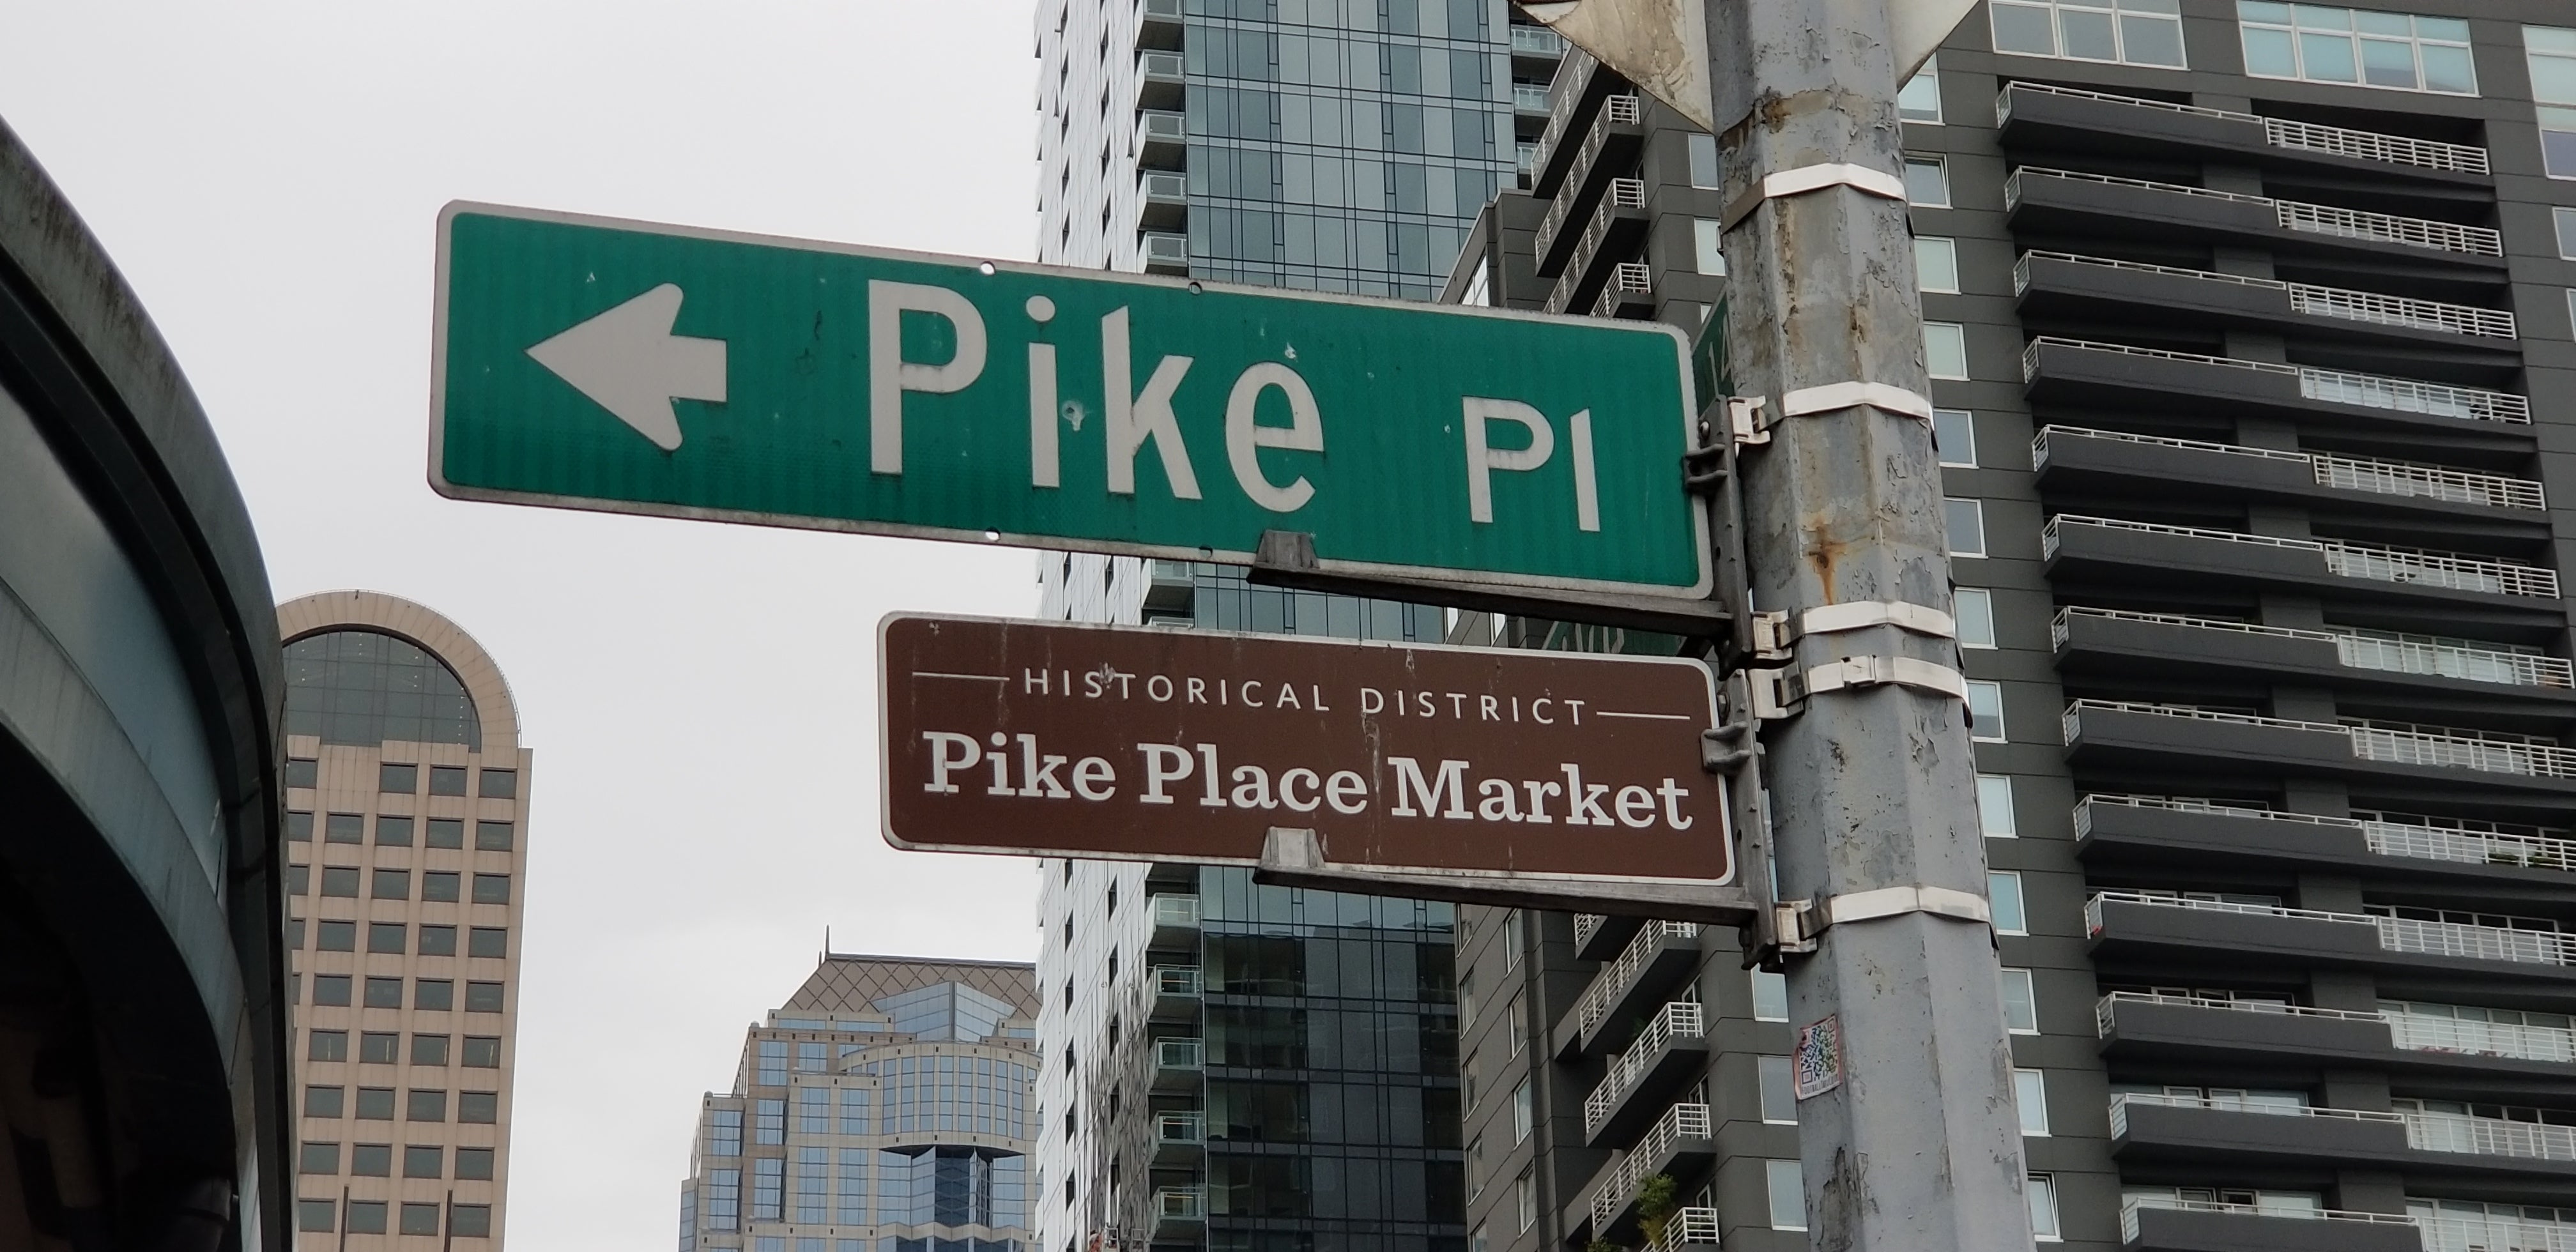 Pike Pl
HISTORICAL DISTRICT
Pike Place Market